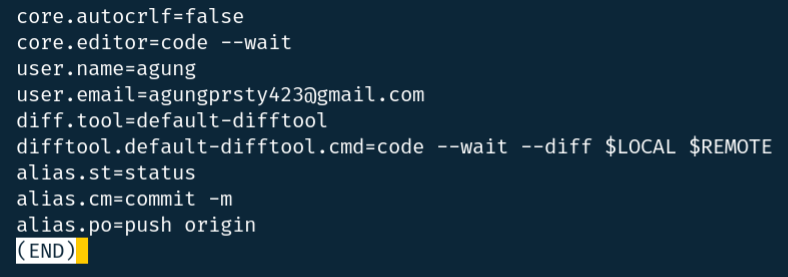 core.autocrlf=false
core.editor=code --wait
user.name=agung
user.email=agungprsty423@gmail.com
diff.tool=default-difftool
difftool.default-difftool.cmd=code --wait --diff $LOCAL $REMOTE
alias.st=status
alias.cm=commit -m
alias.po=push origin
(END)